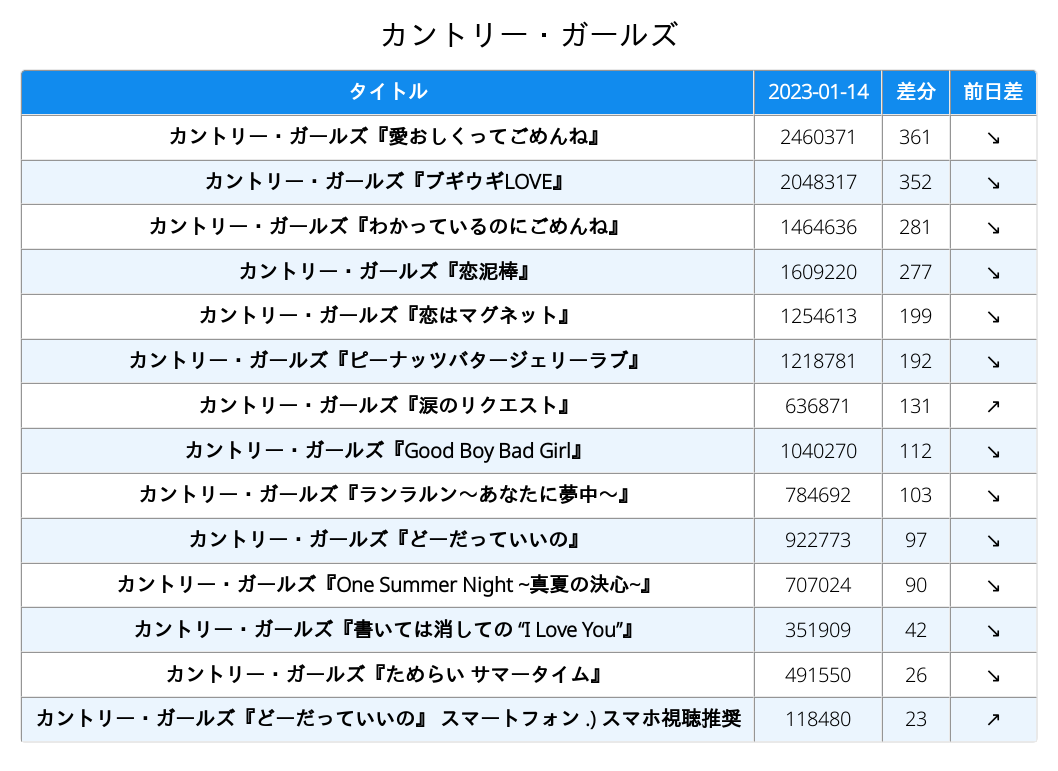 カントリー・ガールズ
タイトル 2023-01-14 差分 前日差
カントリー・ガールズ『愛おしくってごめんね』 2460371 361 ↘
カントリー・ガールズ『ブギウギLOVE』 2048317 352 ↘
カントリー・ガールズ『わかっているのにごめんね』 1464636 281 ↘
カントリー・ガールズ『恋泥棒』 1609220 277 ↘
カントリー・ガールズ『恋はマグネット』 1254613 199 ↘
カントリー・ガールズ『ピーナッツバタージェリーラブ』 1218781 192 ↘
カントリー・ガールズ『涙のリクエスト』 636871 131 ↗
カントリー・ガールズ『Good Boy Bad Girl』 1040270 112 ↘
カントリー・ガールズ『ランラルン〜あなたに夢中〜』 784692 103 ↘
カントリー・ガールズ『どーだっていいの』 922773 97 ↘
カントリー・ガールズ『One Summer Night ~真夏の決心~』 707024 90 ↘
カントリー・ガールズ『書いては消しての “I Love You”』 351909 42 ↘
カントリー・ガールズ『ためらい サマータイム』 491550 26 ↘
カントリー・ガールズ『どーだっていいの』 スマートフォン .) スマホ視聴推奨 118480 23 ↗